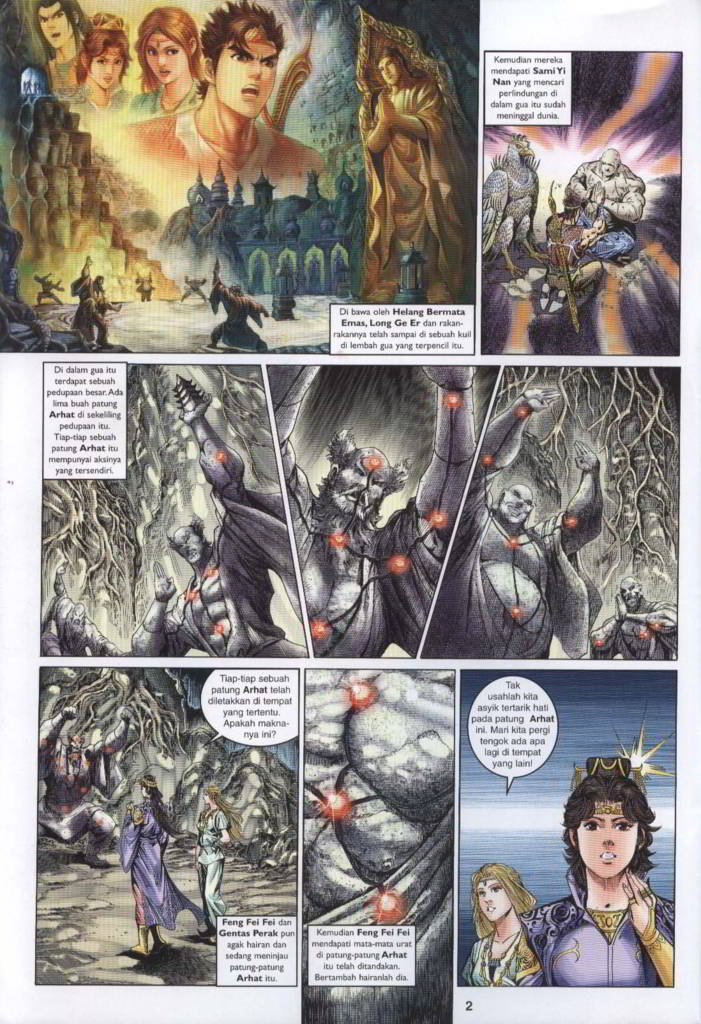 Di bawa oleh Helang Bermata
Emas, Long Ge Er dan rakan-
rakannya telah sampai di sebuah kuil
di lembah gua yang terpencil itu.
Kemudian mereka
mendapati Sami Yi
Nan yang mencari
perlindungan di
dalam gua itu sudah
meninggal dunia.
Di dalam gua itu
terdapat sebuah
pedupaan besar. Ada
lima buah patung
Arhat di sekeliling
pedupaan itu.
Tiap-tiap sebuah
patung Arhat itu
mempunyai aksinya
yang tersendiri.
Tiap-tiap sebuah
patung Arhat telah
diletakkan di tempat
yang tertentu.
Apakah makna-
nya ini?
Feng Fei Fei dan
Gentas Perak pun
agak hairan dan
sedang meninjau
patung-patung
Arhat itu.
Kemudian Feng Fei Fei
mendapati mata-mata urat
di patung-patung Arhat
itu telah ditandakan.
Bertambah hairanlah dia.
Tak
usahlah kita
asyik tertarik hati
pada patung Arhat
ini. Mari kita pergi
tengok ada apa
lagi di tempat
yang lain!
2